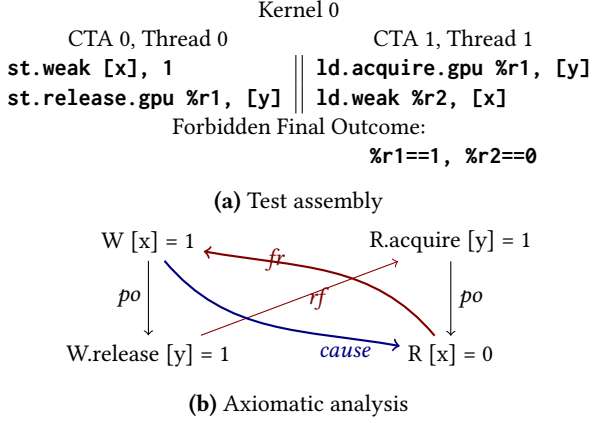 Kernel 0
CTA 0, Thread 0 CTA 1, Thread 1
st.weak [x], 1 ld.acquire.gpu %r1, [y]
st.release.gpu %r1, [y] ld.weak %r2, [x]
Forbidden Final Outcome:
%r1==1, %r2==0
(a) Test assembly
W [x] = 1 R.acquire [y] = 1
fr
po rf po
cause
W.release [y] = 1 R [x] = 0
(b) Axiomatic analysis